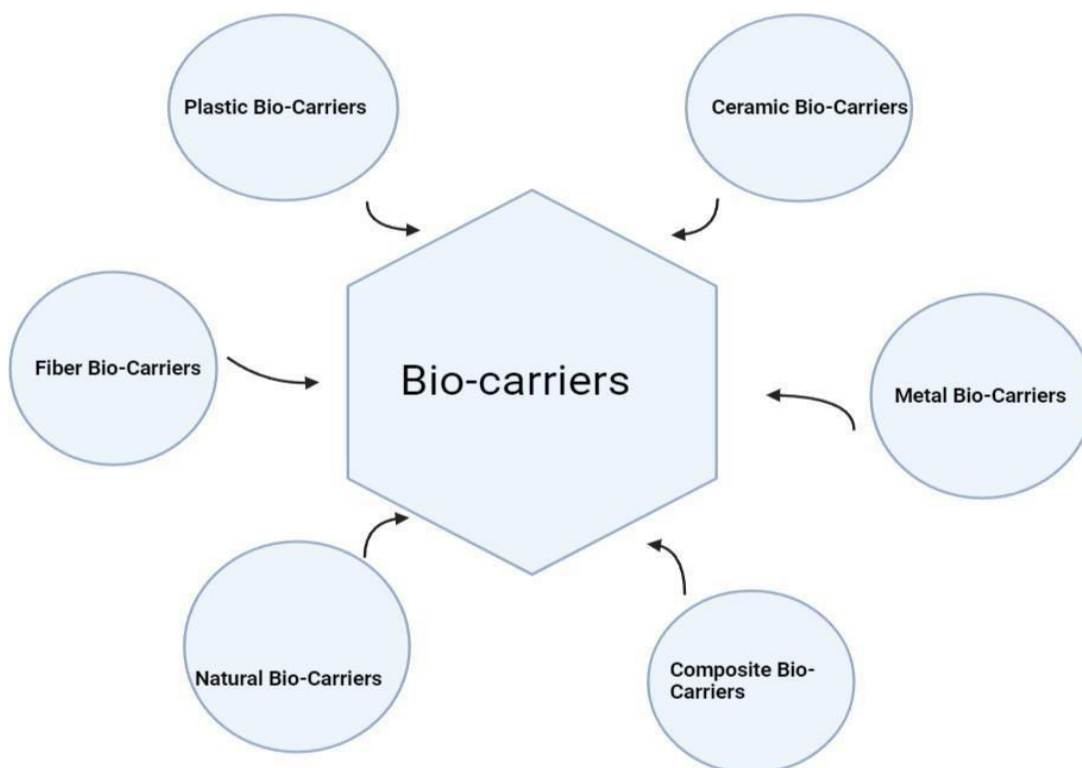 Plastic Bio-Carriers
Ceramic Bio-Carriers
Fiber Bio-Carriers
Bio-carriers
Metal Bio-Carriers
Natural Bio-Carriers
Composite Bio-
Carriers